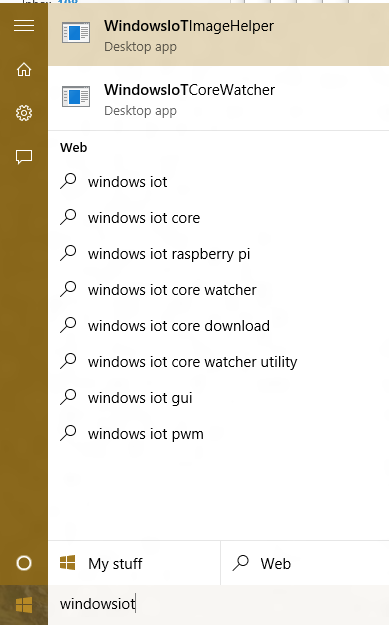 WindowsIoTImageHelper
Desktop app
WindowsIoTCoreWatcher
Desktop app
Web
windows iot
windows iot core
windows iot raspberry pi
windows iot core watcher
windows iot core download
windows iot core watcher utility
windows iot gui
windows iot pwm
My stuff
Web
windowsiot